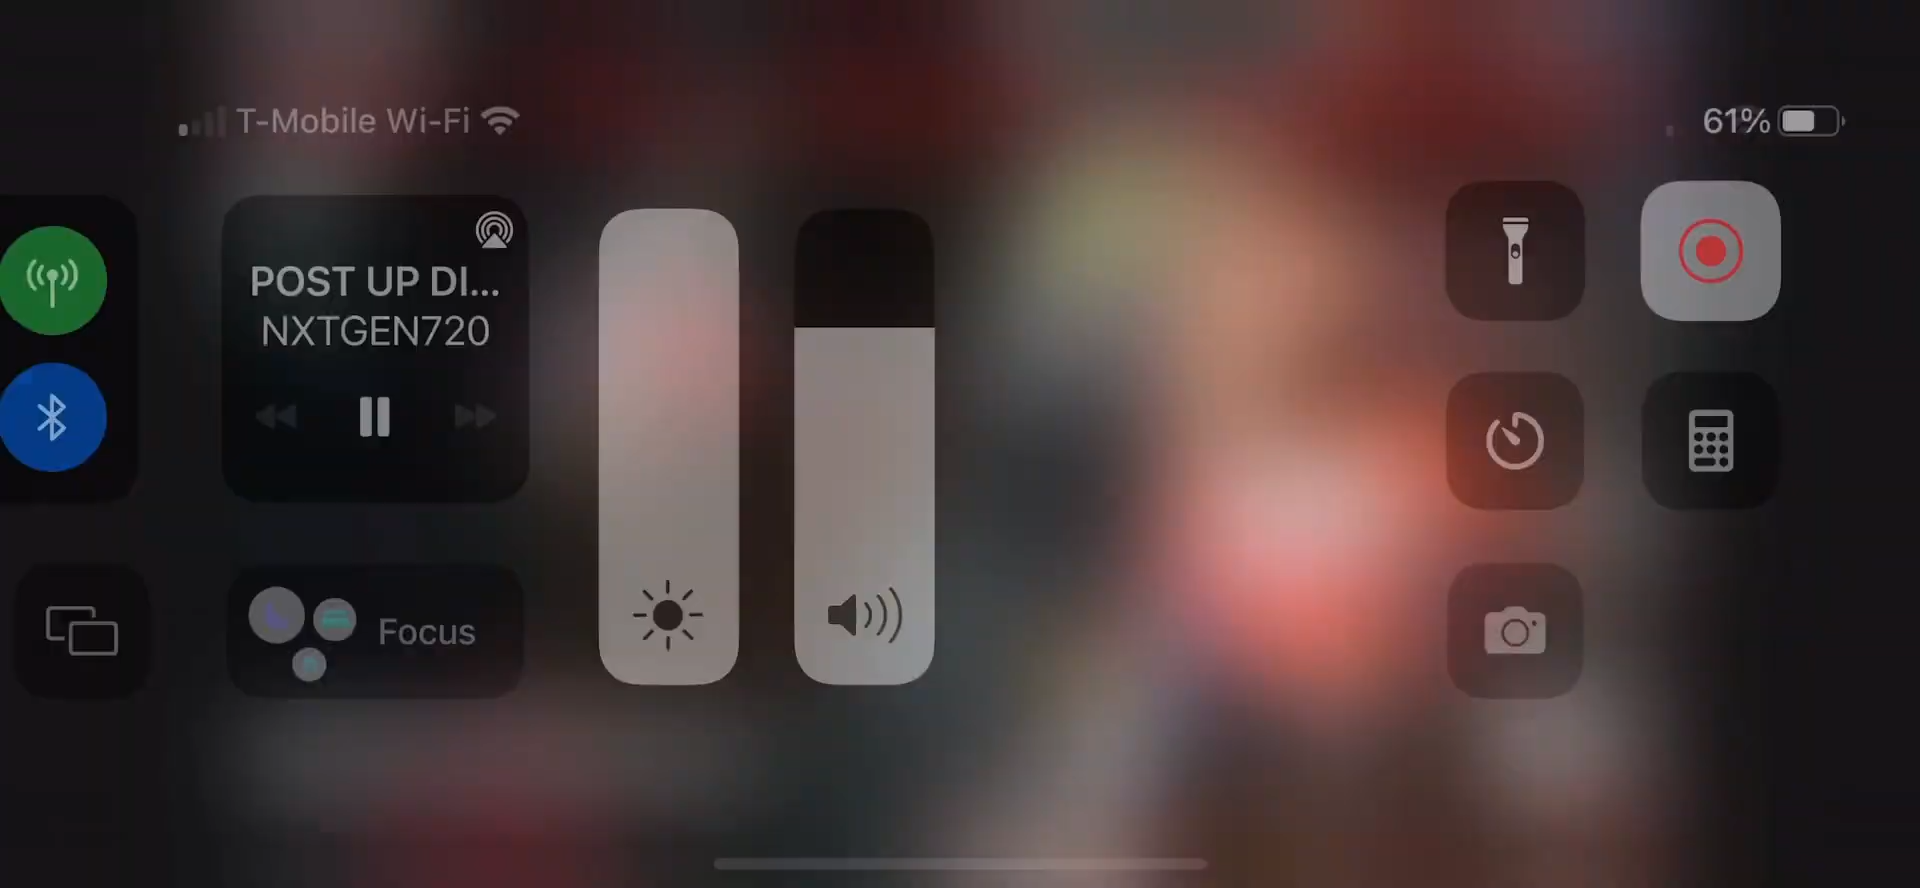 T-Mobile Wi-Fi
61%
POST UP DI...
NXTGEN720
Focus